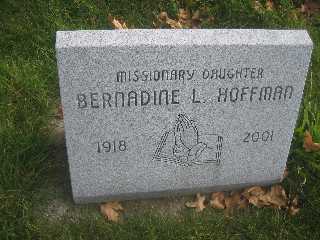 MISSIONARY DAUGHTER
BERNADINE L. HOFFMAN
1918 2001